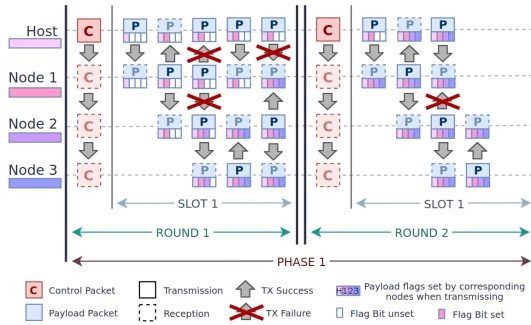 Host C P P P P P C P P P
Node 1 C P P P P P C P P P
Node 2 C P P P P C P P P
Node 3 C P P P C P P
SLOT 1 SLOT 1
ROUND 1 ROUND 2
PHASE 1
C Control Packet Transmission TX Success H123 Payload flags set by corresponding
nodes when transmitting
P Payload Packet Reception TX Failure Flag Bit unset Flag Bit set